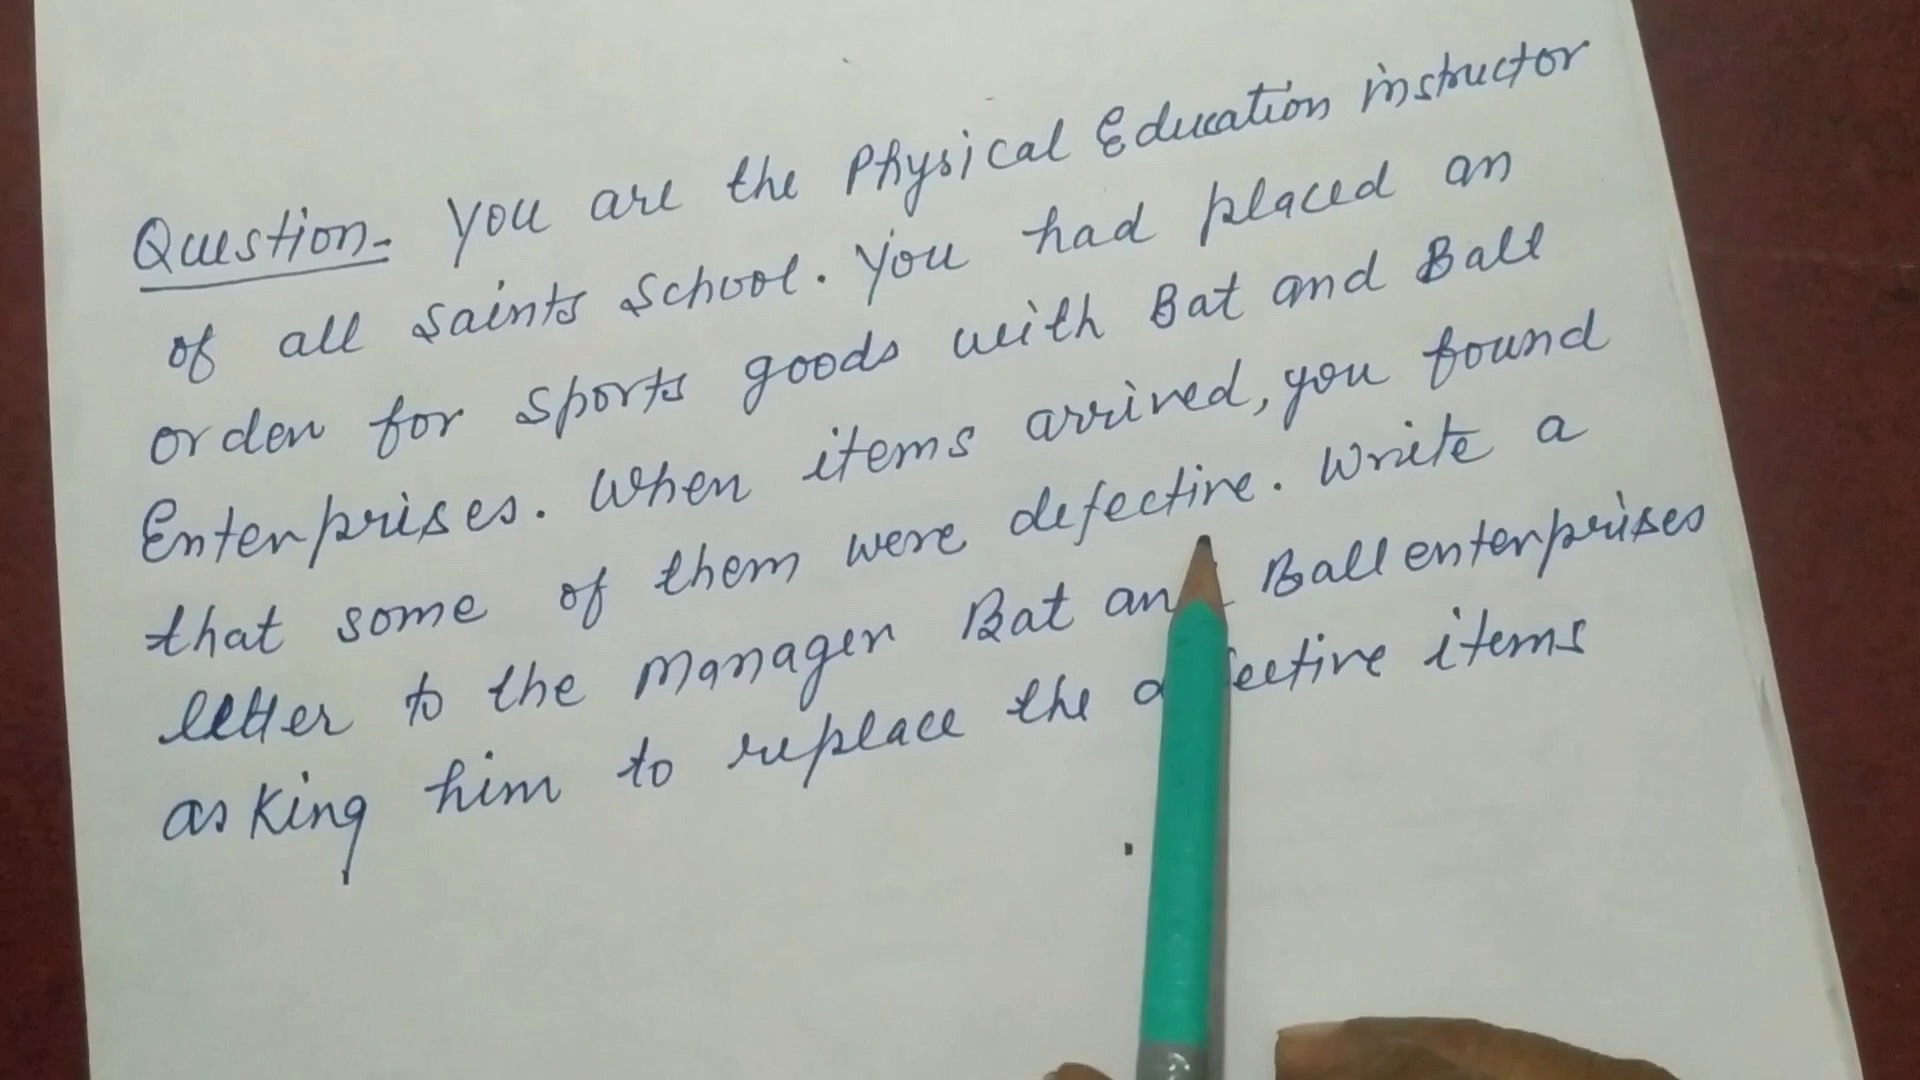 Question- You are the Physical Education instructor
of all Saints School. You had placed an
order for sports goods with Bat and Ball
Enterprises. When items arrived, you found
that some of them were defective. Write a
letter to the Manager Bat an Ball enterprises
asking him to replace the items